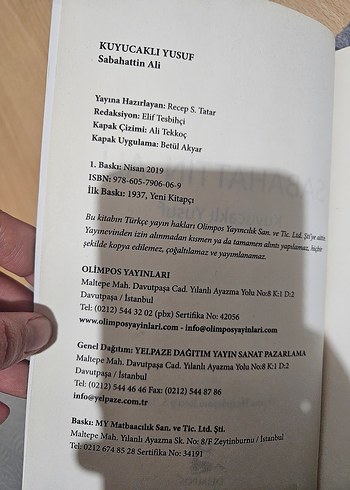 KUYUCAKLI YUSUF
Sabahattin Ali
Yayına Hazırlayan: Recep S. Tatar
Redaksiyon: Elif Tesbihçi
Kapak Çizimi: Ali Tekkoç
Kapak Uygulama: Betül Akyar
1. Baskı: Nisan 2019
ISBN: 978-605-7906-06-9
İlk Baskı: 1937, Yeni Kitapçı
Bu kitabın Türkçe yayın hakları Olimpos Yayıncılık San. ve Tic. Ltd. Şti'ye aittir.
Yayınevinden izin alınmadan kısmen ya da tamamen alıntı yapılamaz, hiçbir
şekilde kopya edilemez, çoğaltılamaz ve yayımlanamaz.
OLİMPOS YAYINLARI
Maltepe Mah. Davutpaşa Cad. Yılanlı Ayazma Yolu No:8 K:1 D:2
Davutpaşa / İstanbul
Tel: (0212) 544 32 02 (pbx) Sertifika No: 42056
www.olimposyayinlari.com - info@olimposyayinlari.com
Genel Dağıtım: YELPAZE DAĞITIM YAYIN SANAT PAZARLAMA
Maltepe Mah. Davutpaşa Cad. Yılanlı Ayazma Yolu No:8 K:1 D:2
Davutpaşa / İstanbul
Tel: (0212) 544 46 46 Fax: (0212) 544 87 86
info@yelpaze.com.tr
Baskı: MY Matbaacılık San. ve Tic. Ltd. Şti.
Maltepe Mah. Yılanlı Ayazma Sk. No: 8/F Zeytinburnu / İstanbul
Tel: 0212 674 85 28 Sertifika No: 34191